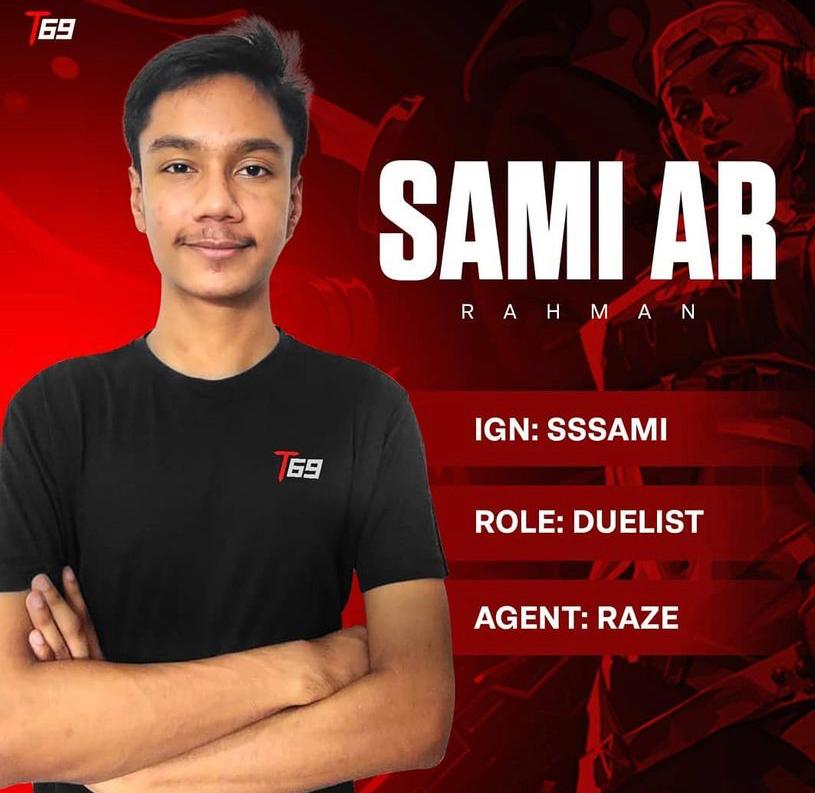 T69
SAMI AR
RAHMAN
IGN: SSSAMI
T69
ROLE: DUELIST
AGENT: RAZE